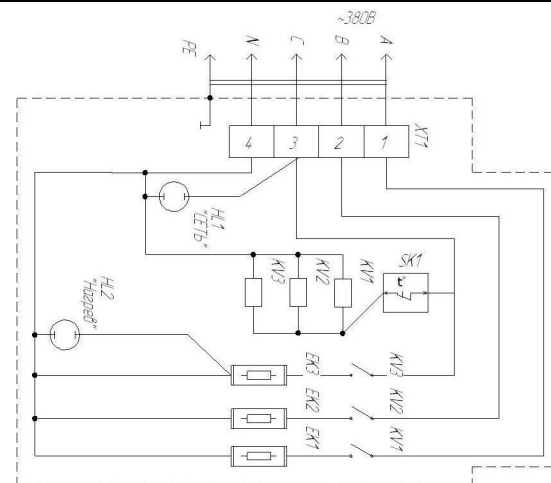 ~380В
PE N C B A
XT1
4 3 2 1
HL1
"СЕТЬ"
HL2
"Нагрев"
KV3 KV2 KV1
SK1
t°
EK3 KV3
EK2 KV2
EK1 KV1